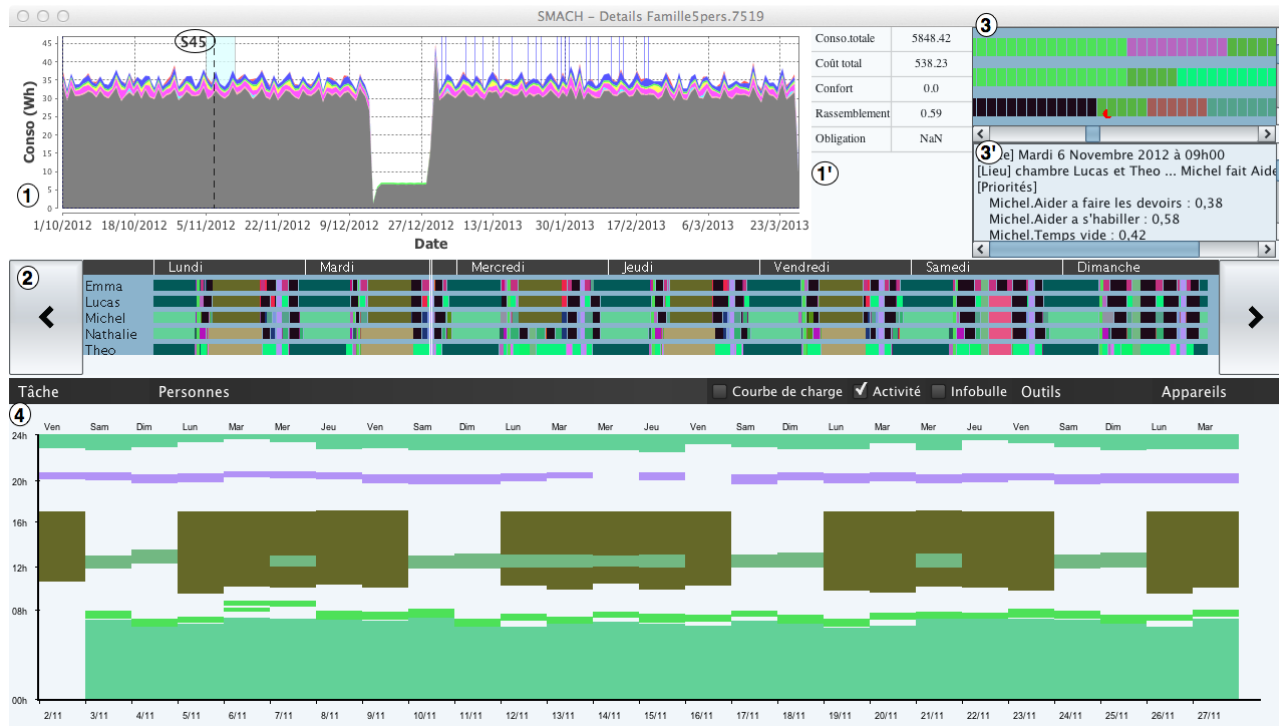 SMACH – Details Famille5pers.7519
S45
45
40
35
30
25
20
15
10
5
0
Conso (Wh)
1
1/10/2012 18/10/2012 5/11/2012 22/11/2012 9/12/2012 27/12/2012 13/1/2013 30/1/2013 17/2/2013 6/3/2013 23/3/2013
Date
Conso.totale 5848.42
Coût total 538.23
Confort 0.0
Rassemblement 0.59
Obligation NaN
1'
3
3'
e] Mardi 6 Novembre 2012 à 09h00
[Lieu] chambre Lucas et Theo ... Michel fait Aide
[Priorités]
Michel.Aider a faire les devoirs : 0,38
Michel.Aider a s'habiller : 0,58
Michel.Temps vide : 0,42
2
Lundi Mardi Mercredi Jeudi Vendredi Samedi Dimanche
Emma
Lucas
Michel
Nathalie
Theo
Tâche Personnes Courbe de charge Activité Infobulle Outils Appareils
4
Ven Sam Dim Lun Mar Mer Jeu Ven Sam Dim Lun Mar Mer Jeu Ven Sam Dim Lun Mar Mer Jeu Ven Sam Dim Lun Mar
24h
20h
16h
12h
08h
00h
2/11 3/11 4/11 5/11 6/11 7/11 8/11 9/11 10/11 11/11 12/11 13/11 14/11 15/11 16/11 17/11 18/11 19/11 20/11 21/11 22/11 23/11 24/11 25/11 26/11 27/11